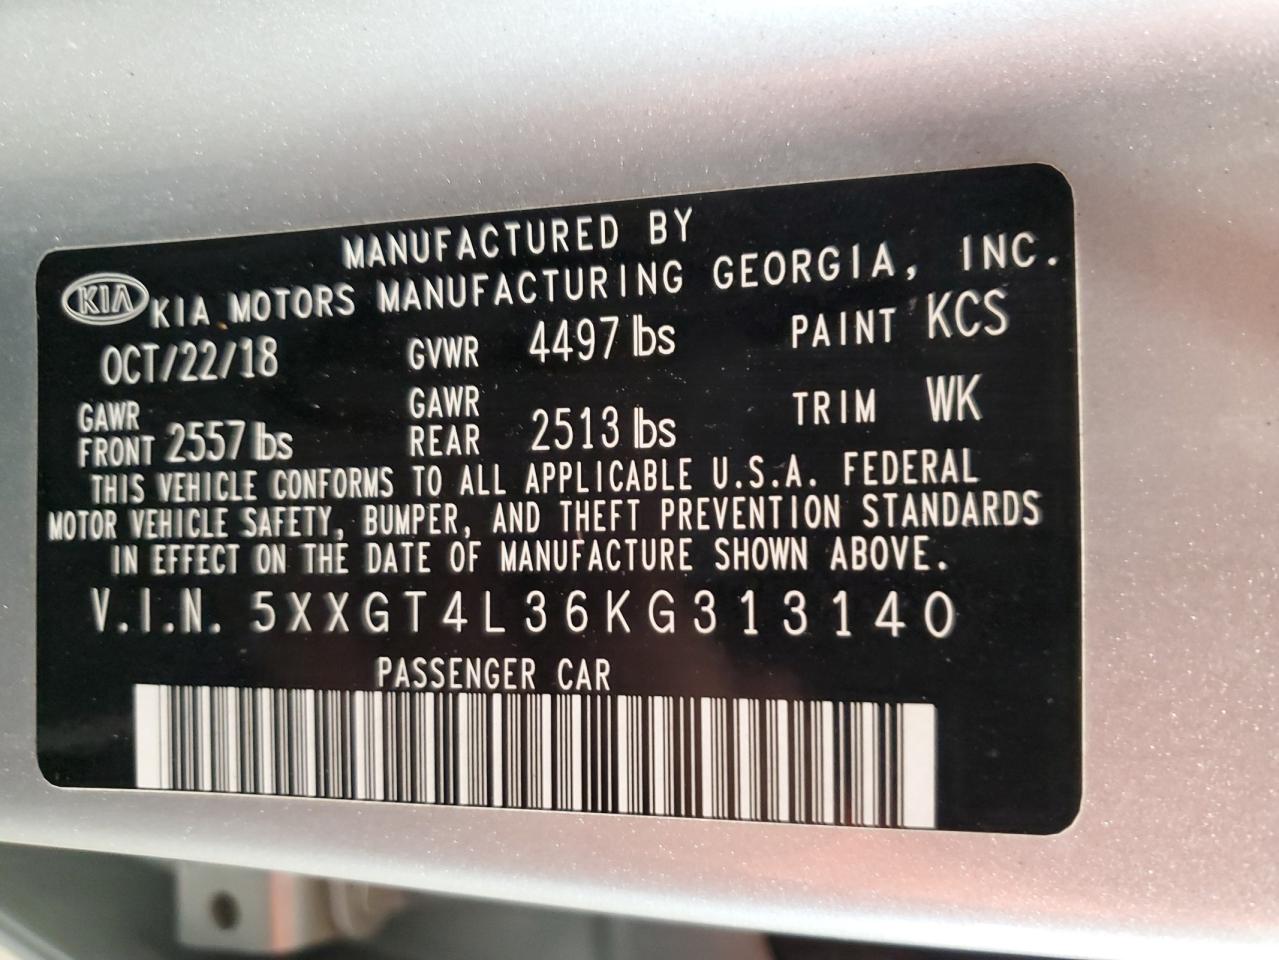 MANUFACTURED BY
KIA KIA MOTORS MANUFACTURING GEORGIA, INC.
OCT/22/18 GVWR 4497 lbs PAINT KCS
GAWR FRONT 2557 lbs GAWR REAR 2513 lbs TRIM WK
THIS VEHICLE CONFORMS TO ALL APPLICABLE U.S.A. FEDERAL
MOTOR VEHICLE SAFETY, BUMPER, AND THEFT PREVENTION STANDARDS
IN EFFECT ON THE DATE OF MANUFACTURE SHOWN ABOVE.
V.I.N. 5XXGT4L36KG313140
PASSENGER CAR